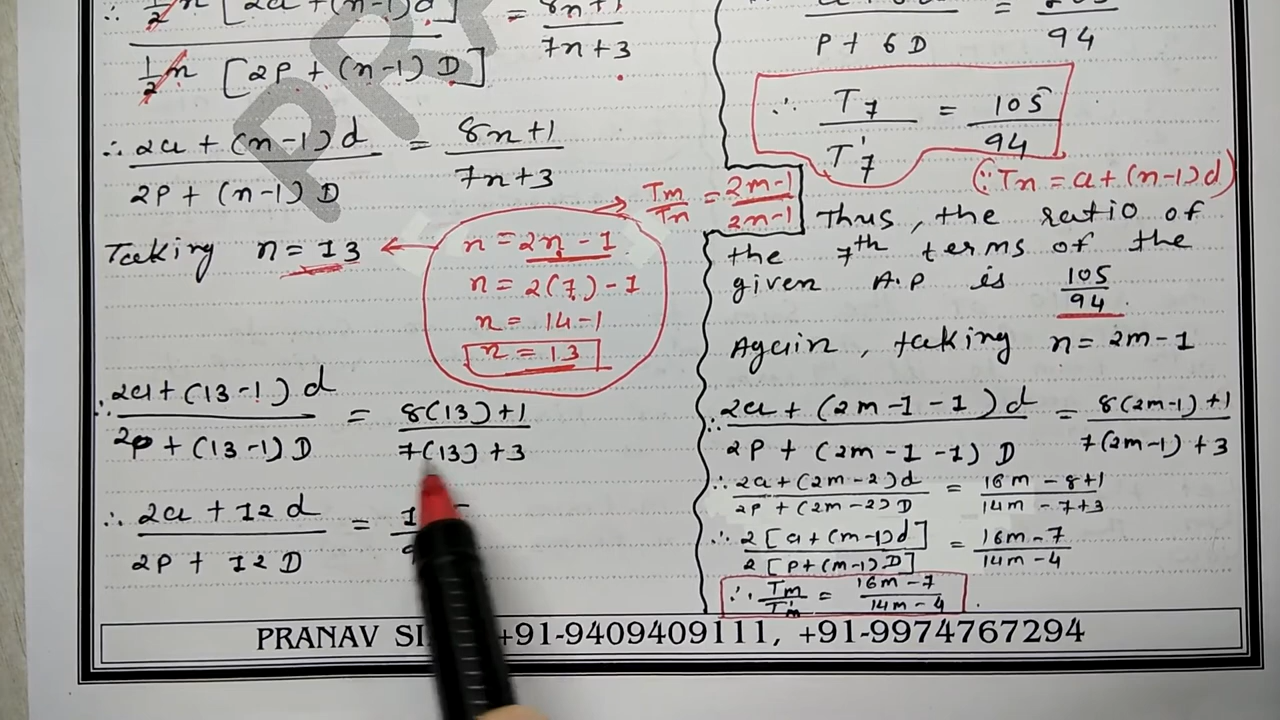 ∴ ½n [2a + (n-1)d] / ½n [2P + (n-1) D] = 8n+1 / 7n+3
∴ 2a + (n-1) d / 2P + (n-1) D = 8n+1 / 7n+3
Taking n = 13
n = 2n - 1
n = 2(7) - 1
n = 14-1
n = 13
Tm/Tn = 2m-1/2n-1
∴ 2a + (13-1) d / 2P + (13-1) D = 8(13)+1 / 7(13)+3
∴ 2a + 12 d / 2P + 12 D =
P + 6D = 94
∴ T7 / T'7 = 105 / 94
(∵ Tn = a + (n-1) d)
Thus, the ratio of
the 7th terms of the
given A.P is 105/94.
Again, taking n = 2m-1
∴ 2a + (2m-1-1) d / 2P + (2m-1-1) D = 8(2m-1)+1 / 7(2m-1)+3
∴ 2a + (2m-2)d / 2P + (2m-2)D = 16m-8+1 / 14m-7+3
∴ 2 [a + (m-1)d] / 2 [P + (m-1) D] = 16m-7 / 14m-4
∴ Tm / T'm = 16m-7 / 14m-4
PRANAV +91-9409409111, +91-9974767294